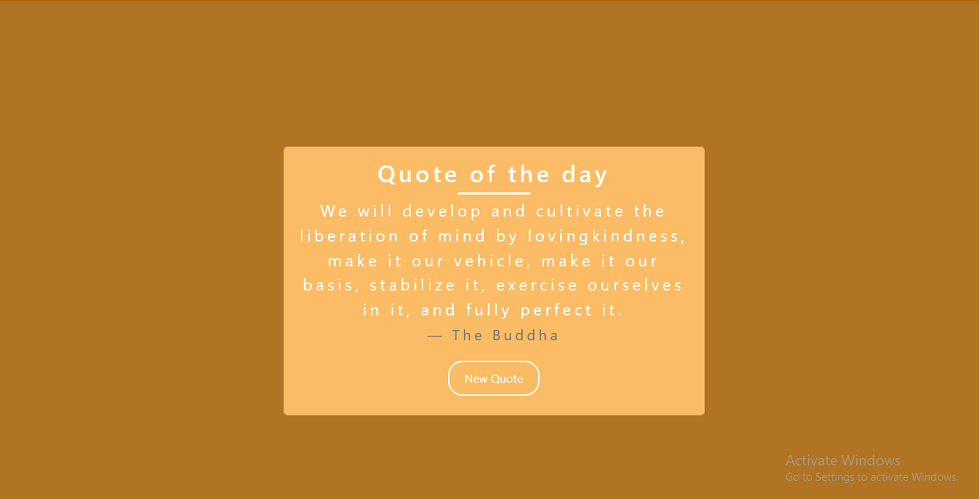 Quote of the day
We will develop and cultivate the
liberation of mind by lovingkindness,
make it our vehicle, make it our
basis, stabilize it, exercise ourselves
in it, and fully perfect it.
— The Buddha
New Quote
Activate Windows
Go to Settings to activate Windows.